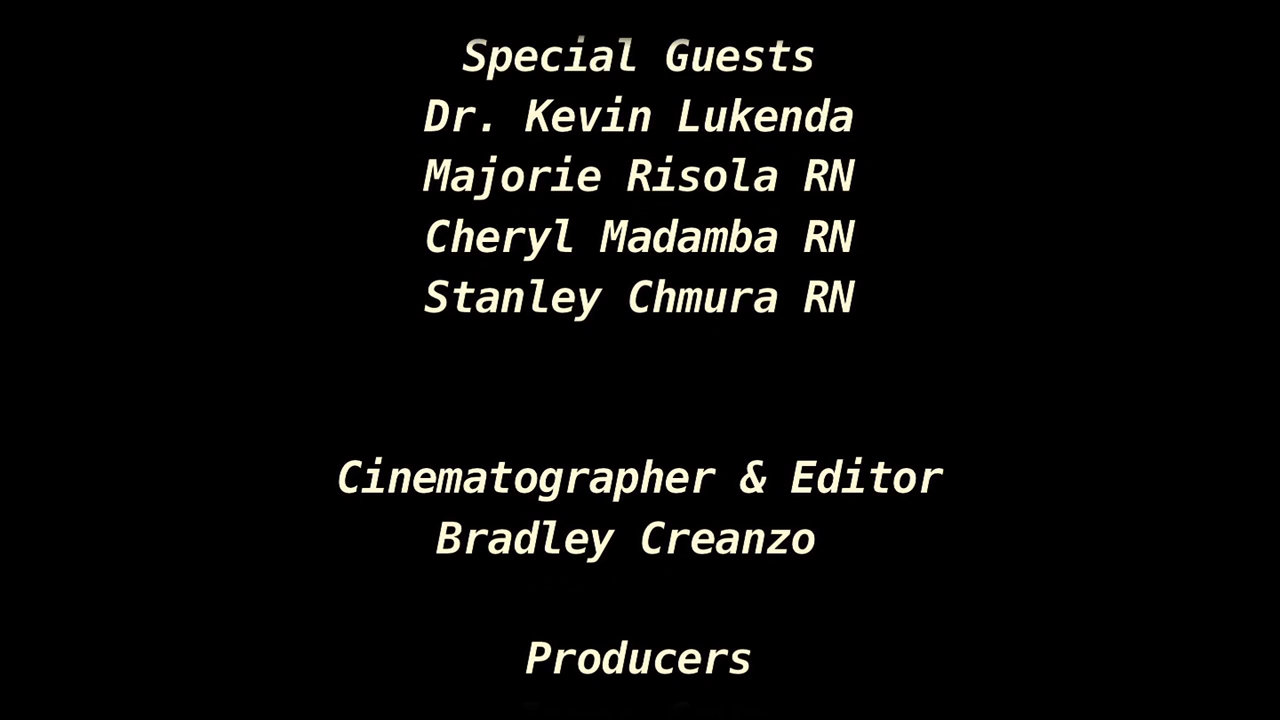 Special Guests
Dr. Kevin Lukenda
Majorie Risola RN
Cheryl Madamba RN
Stanley Chmura RN
Cinematographer & Editor
Bradley Creanzo
Producers